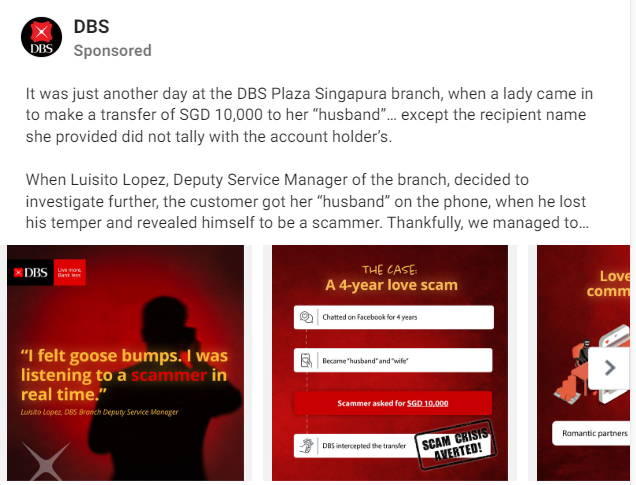 DBS
DBS
Sponsored
It was just another day at the DBS Plaza Singapura branch, when a lady came in
to make a transfer of SGD 10,000 to her “husband”... except the recipient name
she provided did not tally with the account holder's.
When Luisito Lopez, Deputy Service Manager of the branch, decided to
investigate further, the customer got her “husband” on the phone, when he lost
his temper and revealed himself to be a scammer. Thankfully, we managed to...
DBS
Live more,
Bank less
“I felt goose bumps. I was
listening to a scammer in
real time.”
Luisito Lopez, DBS Branch Deputy Service Manager
THE CASE:
A 4-year love scam
Chatted on Facebook for 4 years
Became “husband” and “wife”
Scammer asked for SGD 10,000
DBS intercepted the transfer
SCAM CRISIS
AVERTED!
Love
comm
Romantic partners